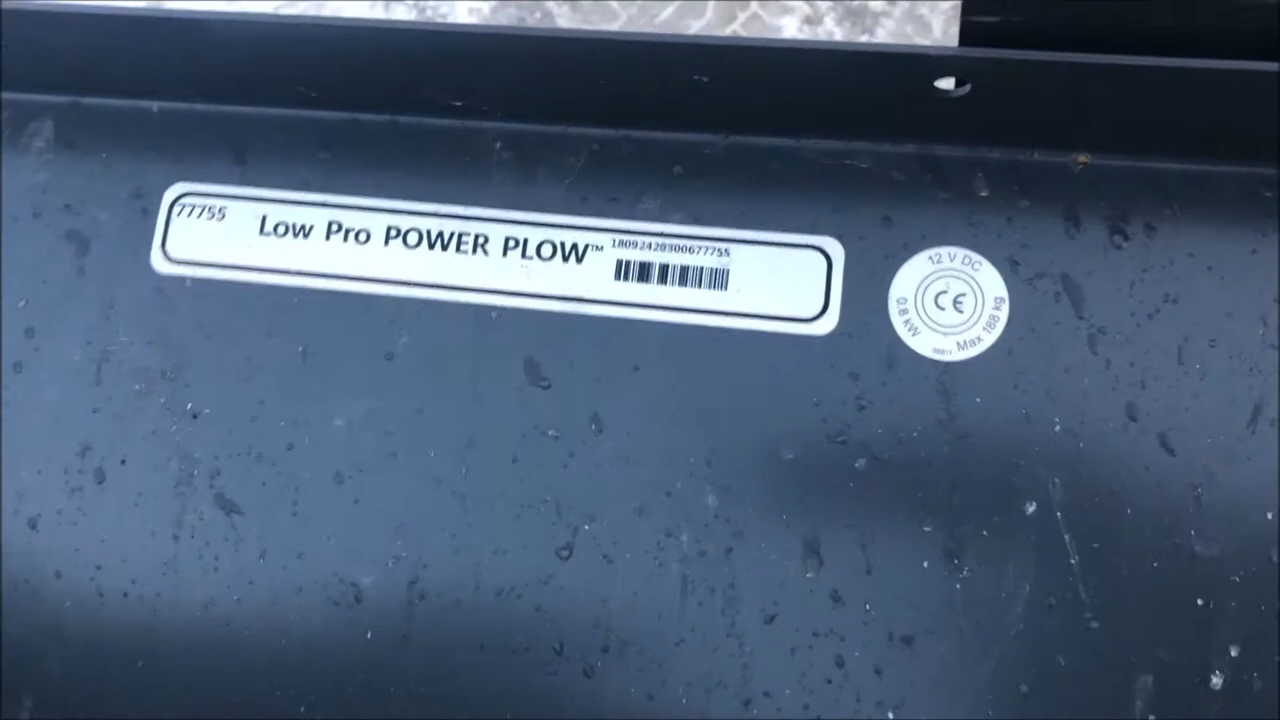 77755
Low Pro POWER PLOW™
18092420300677755
12 V DC
CE
0.8 kW
Max 188 kg